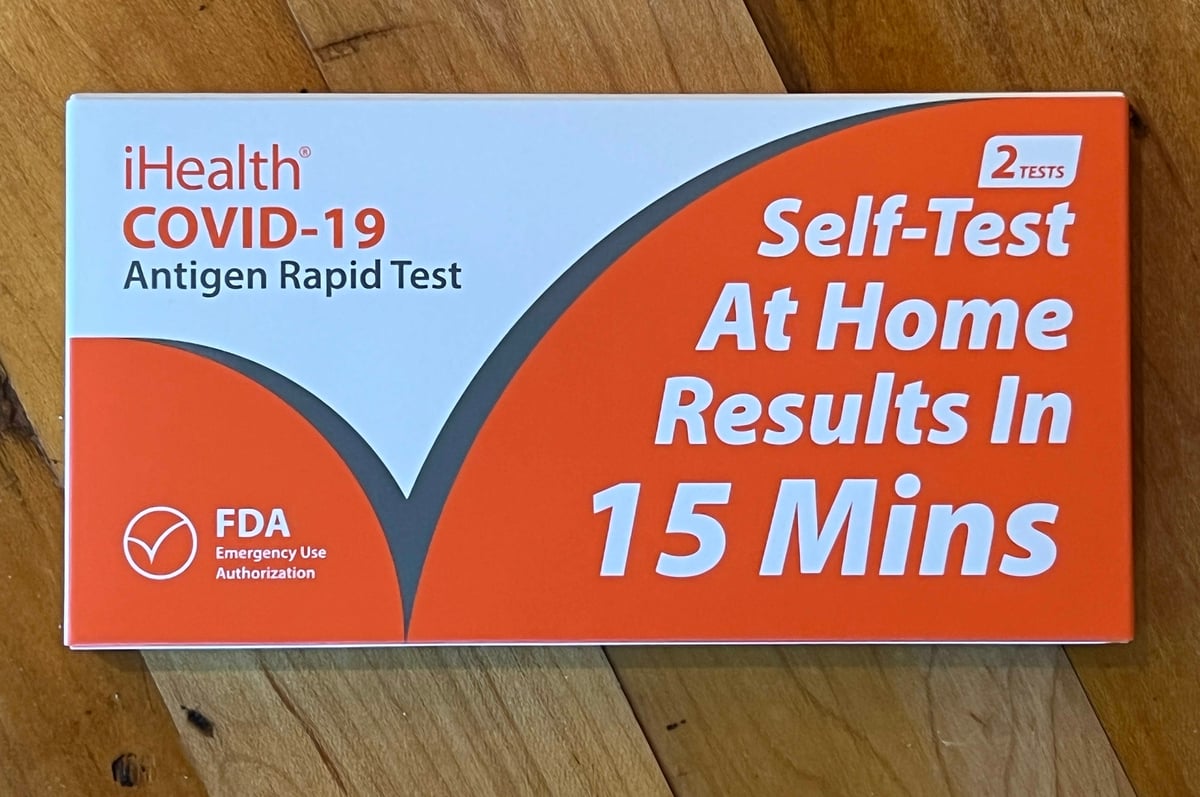 iHealth®
COVID-19
Antigen Rapid Test
2 TESTS
Self-Test
At Home
Results In
15 Mins
FDA
Emergency Use
Authorization